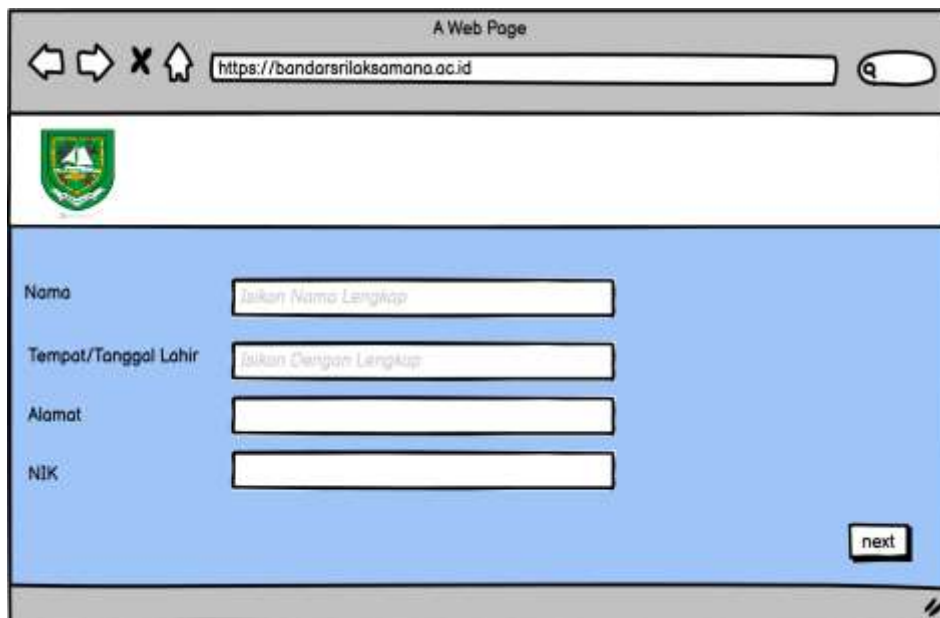 A Web Page
https://bandarsrilaksamana.ac.id
Nama
Isikan Nama Lengkap
Tempat/Tanggal Lahir
Isikan Dengan Lengkap
Alamat
NIK
next